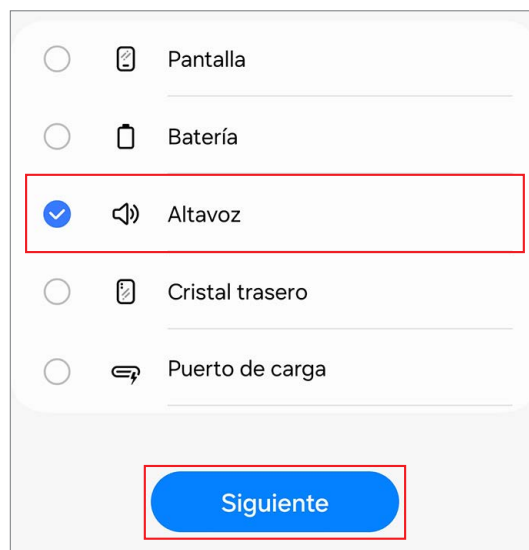 Pantalla
Batería
Altavoz
Cristal trasero
Puerto de carga
Siguiente